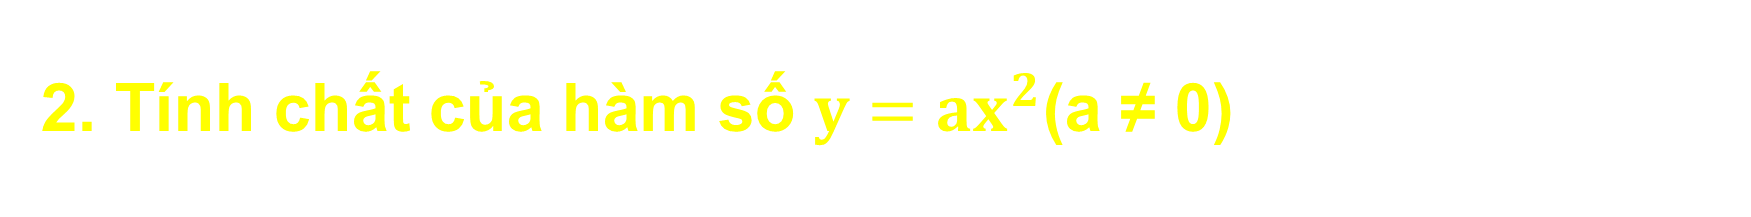 2. Tính chất của hàm số y = ax²(a ≠ 0)